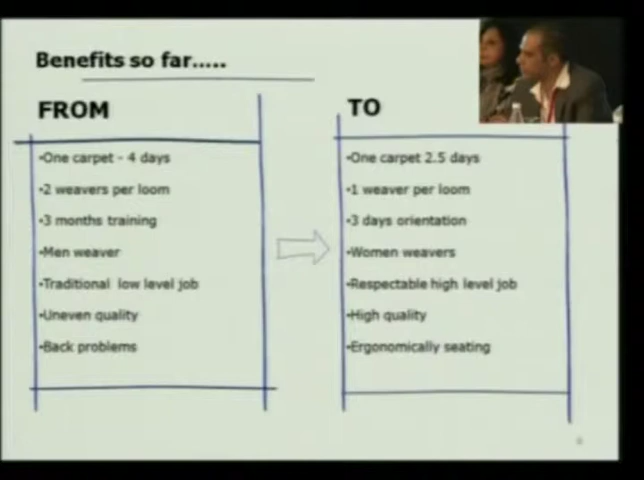 Benefits so far.....
FROM
•One carpet - 4 days
•2 weavers per loom
•3 months training
•Men weaver
•Traditional low level job
•Uneven quality
•Back problems
TO
•One carpet 2.5 days
•1 weaver per loom
•3 days orientation
•Women weavers
•Respectable high level job
•High quality
•Ergonomically seating